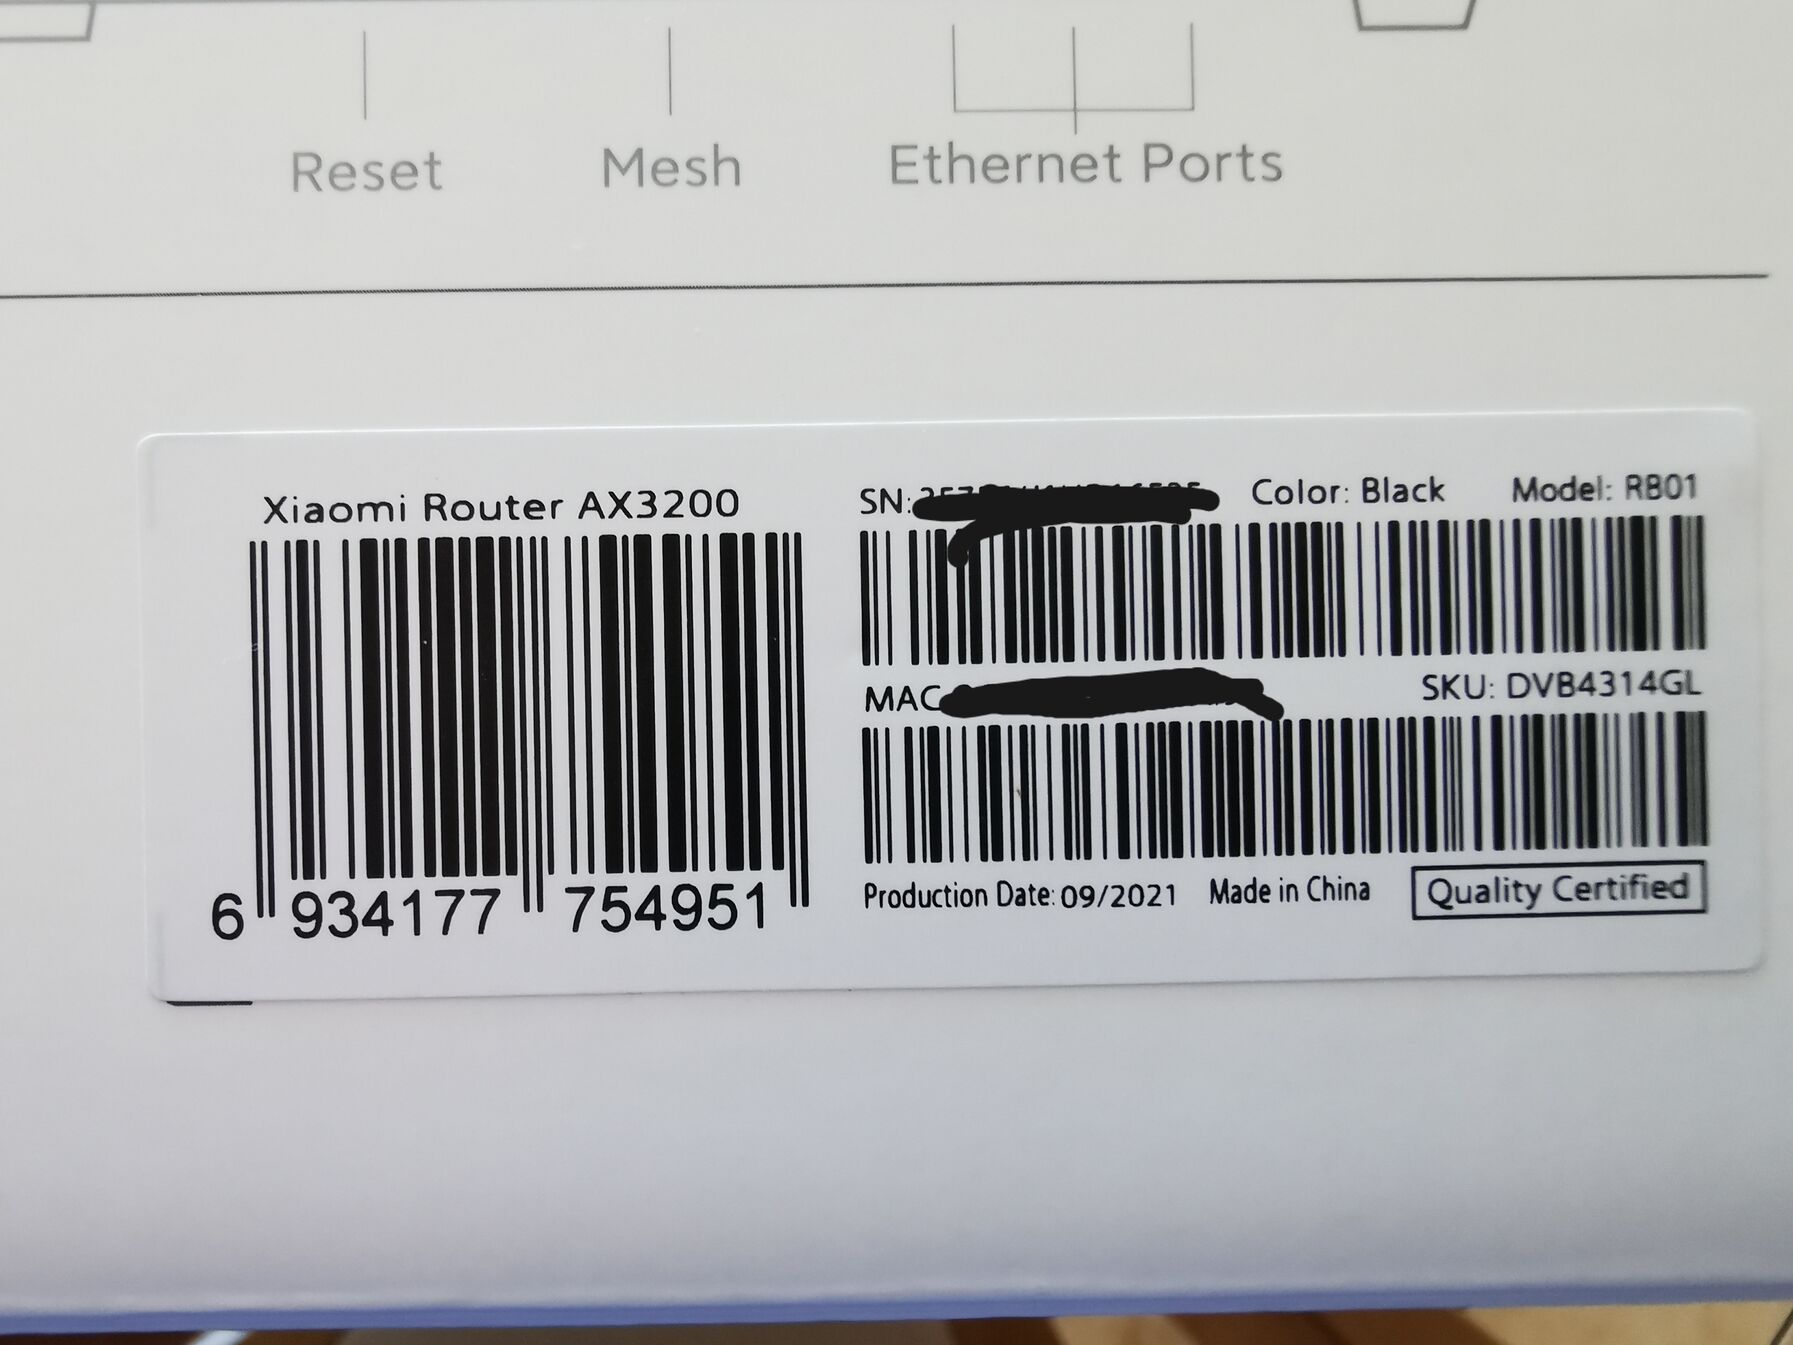 Reset
Mesh
Ethernet Ports
Xiaomi Router AX3200
6 934177 754951
SN:
Color: Black
Model: RB01
MAC
SKU: DVB4314GL
Production Date: 09/2021
Made in China
Quality Certified